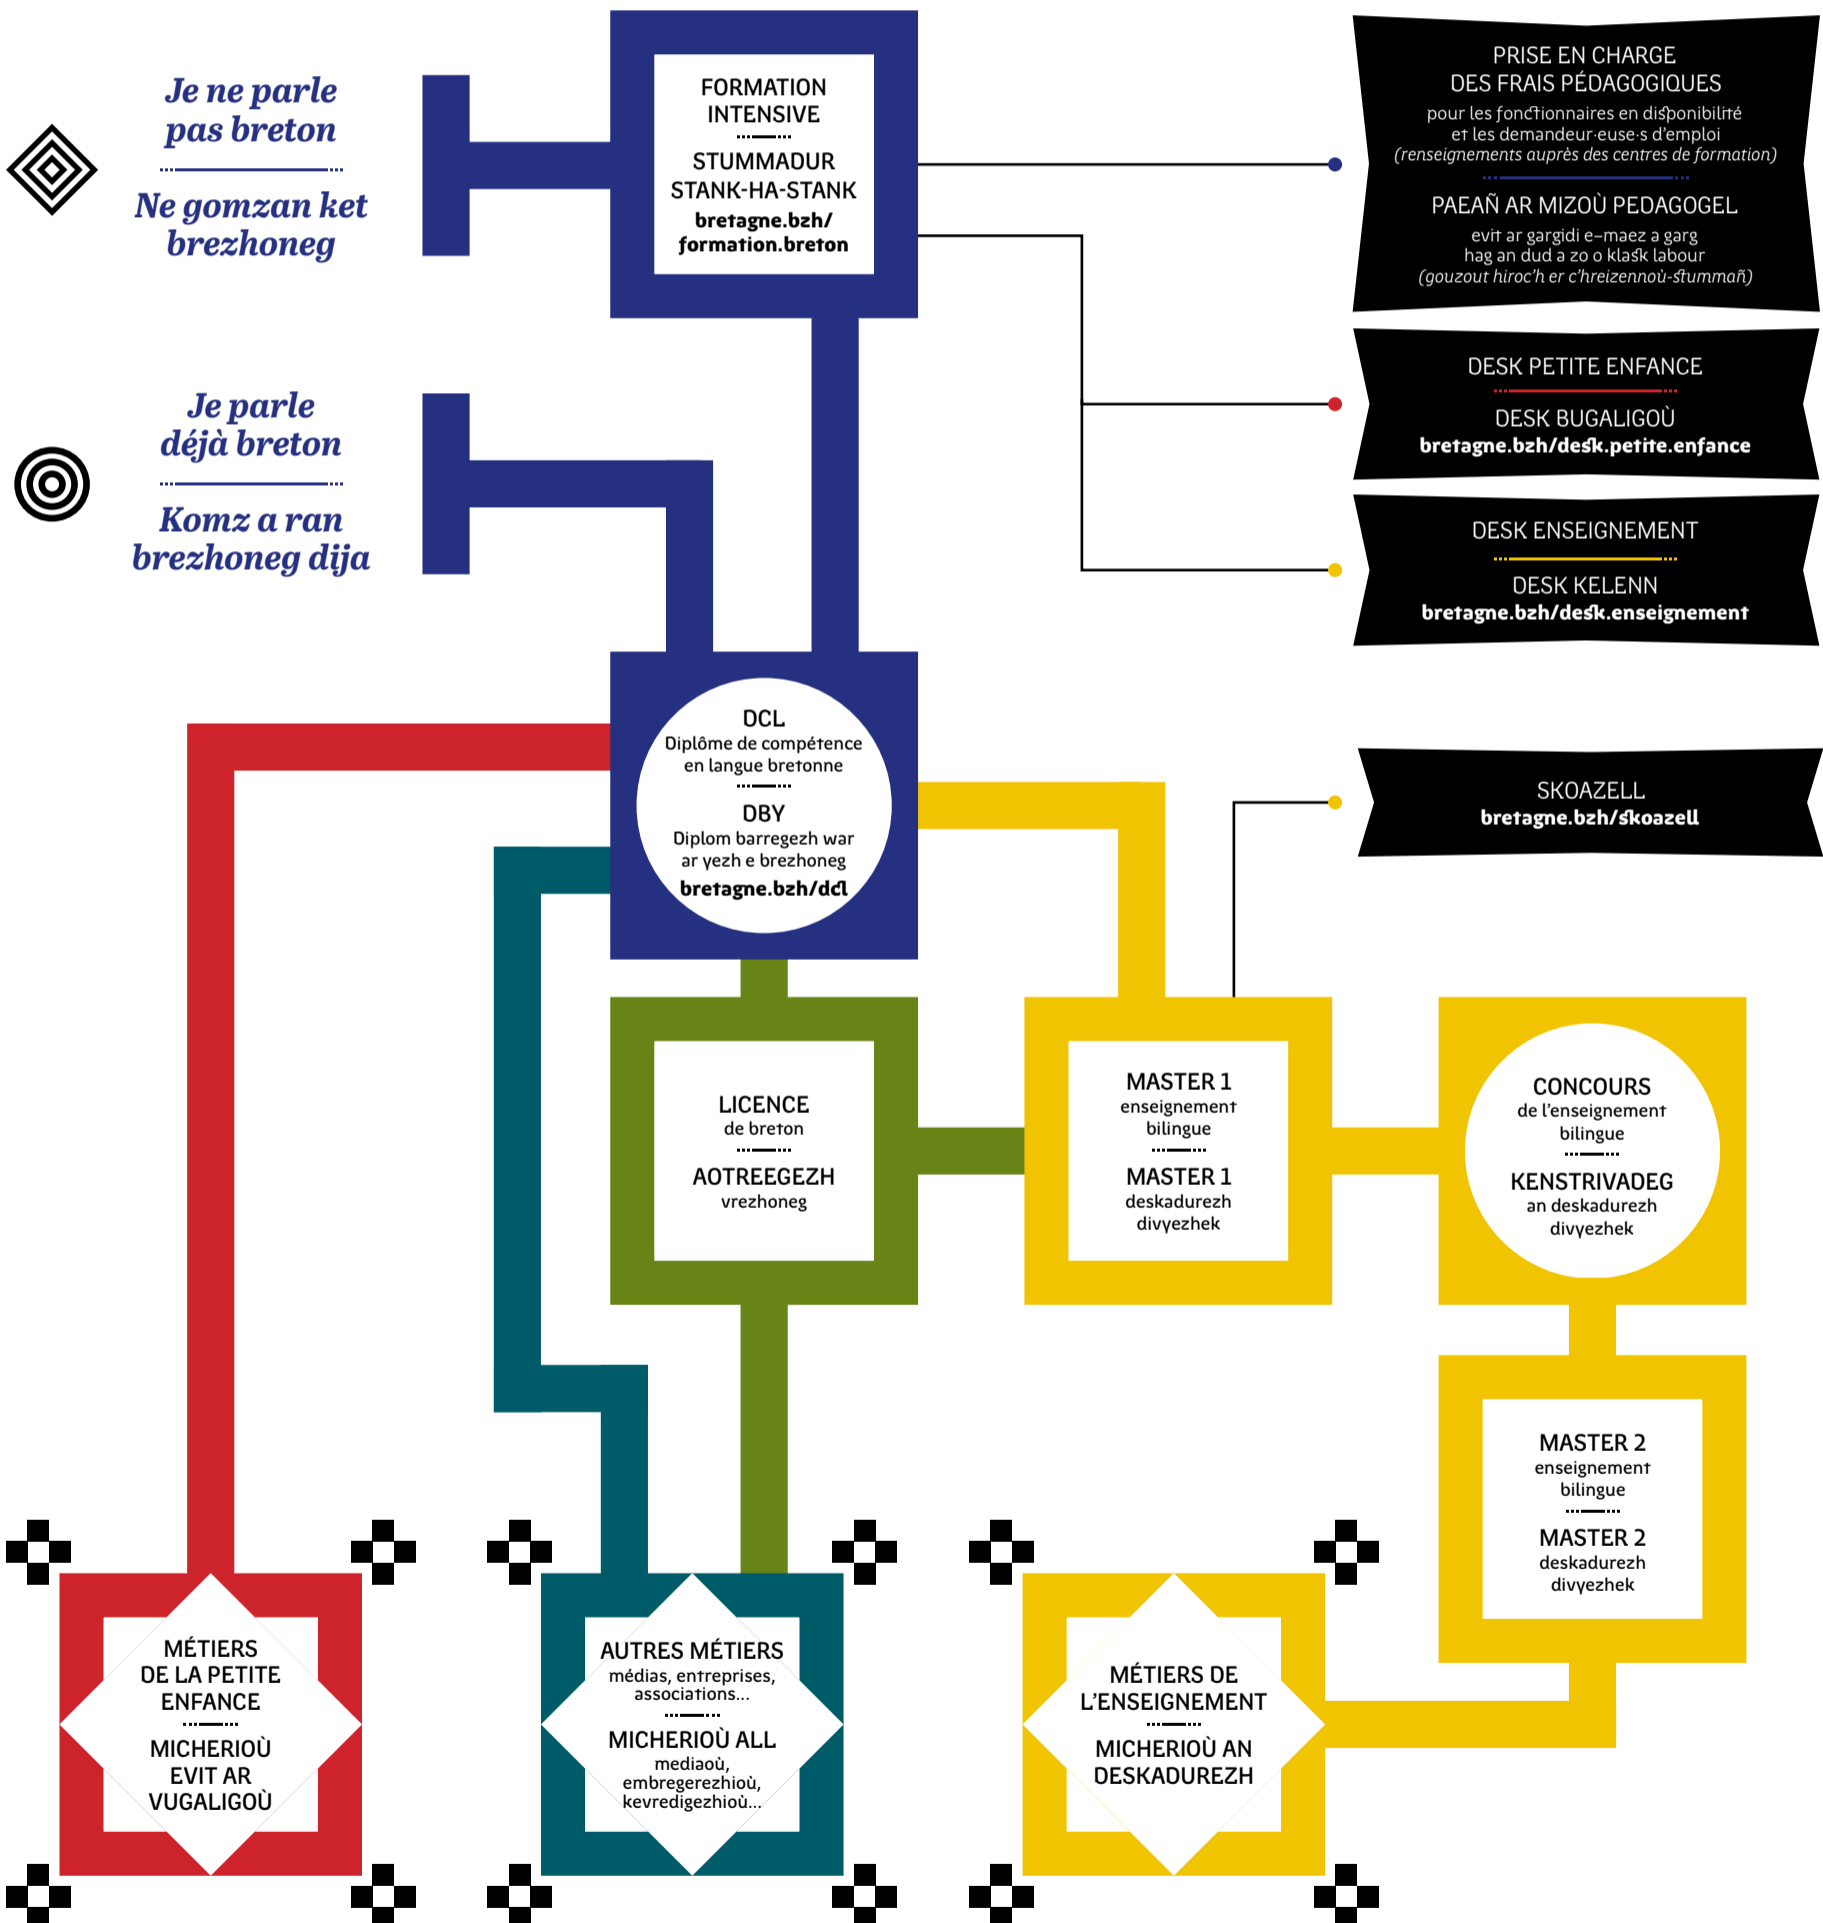 Je ne parle
pas breton
Ne gomzan ket
brezhoneg
FORMATION
INTENSIVE
STUMMADUR
STANK-HA-STANK
bretagne.bzh/
formation.breton
PRISE EN CHARGE
DES FRAIS PÉDAGOGIQUES
pour les fonctionnaires en disponibilité
et les demandeur·euse·s d'emploi
(renseignements auprès des centres de formation)
PAEAÑ AR MIZOÙ PEDAGOGEL
evit ar gargidi e-maez a garg
hag an dud a zo o klask labour
(gouzout hiroc'h er c'hreizennoù-stummañ)
DESK PETITE ENFANCE
DESK BUGALIGOÙ
bretagne.bzh/desk.petite.enfance
Je parle
déjà breton
Komz a ran
brezhoneg dija
DESK ENSEIGNEMENT
DESK KELENN
bretagne.bzh/desk.enseignement
DCL
Diplôme de compétence
en langue bretonne
DBY
Diplom barregezh war
ar yezh e brezhoneg
bretagne.bzh/dcl
SKOAZELL
bretagne.bzh/skoazell
LICENCE
de breton
AOTREEGEZH
vrezhoneg
MASTER 1
enseignement
bilingue
MASTER 1
deskadurezh
divyezhek
CONCOURS
de l'enseignement
bilingue
KENSTRIVADEG
an deskadurezh
divyezhek
MASTER 2
enseignement
bilingue
MASTER 2
deskadurezh
divyezhek
MÉTIERS
DE LA PETITE
ENFANCE
MICHERIOÙ
EVIT AR
VUGALIGOÙ
AUTRES MÉTIERS
médias, entreprises,
associations...
MICHERIOÙ ALL
mediaoù,
embregerezhioù,
kevredigezhioù...
MÉTIERS DE
L'ENSEIGNEMENT
MICHERIOÙ AN
DESKADUREZH